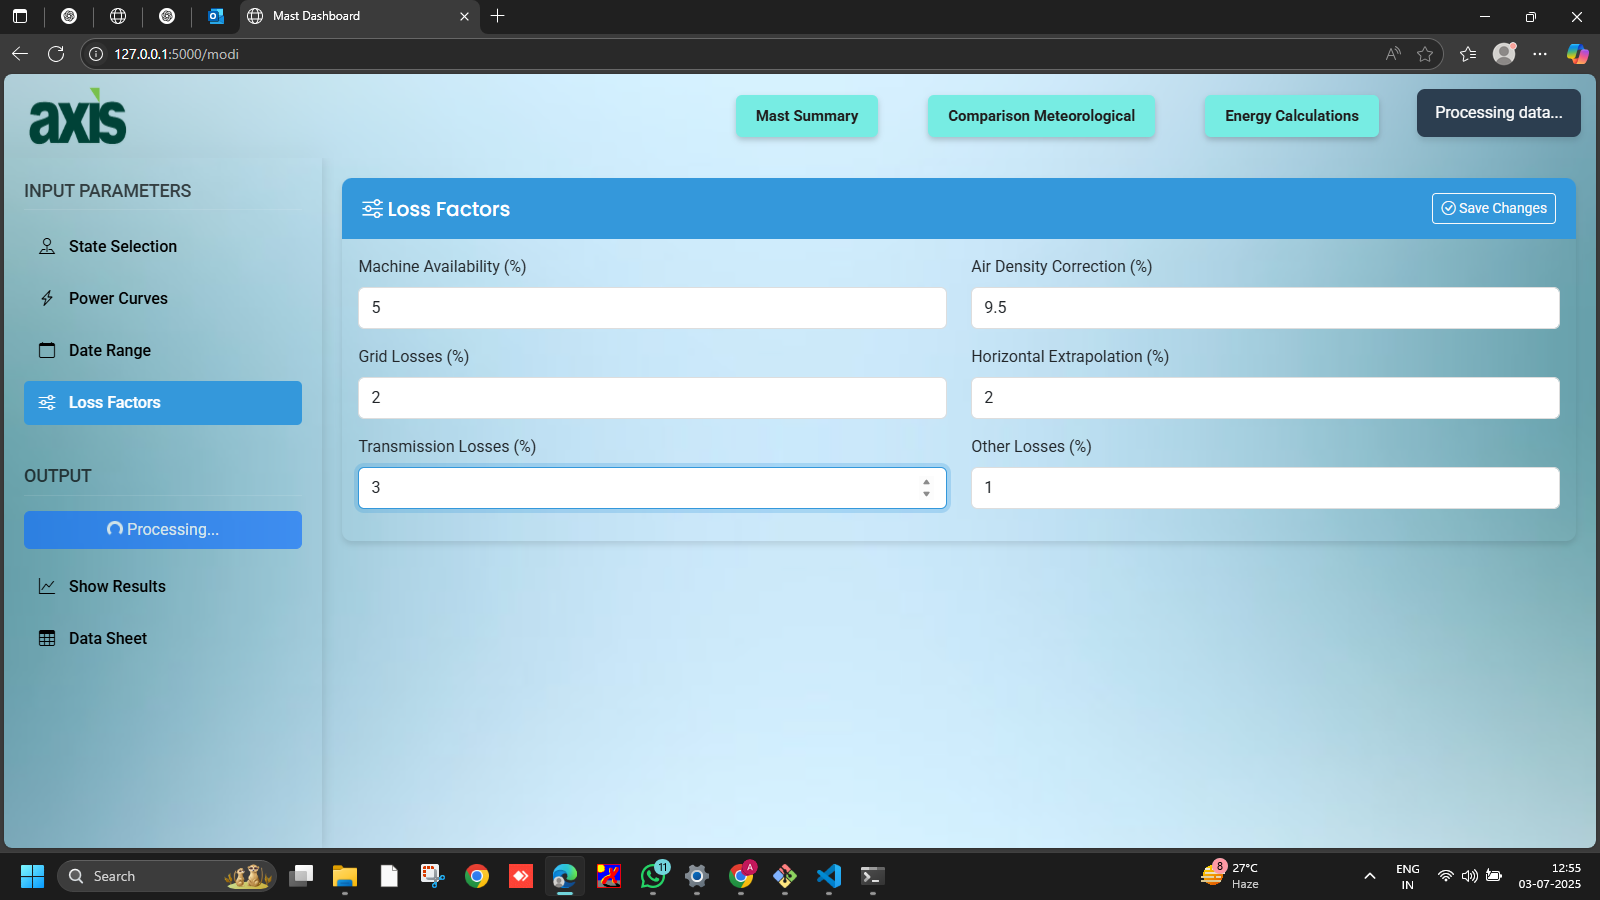 Mast Dashboard
127.0.0.1:5000/modi
axis
Mast Summary
Comparison Meteorological
Energy Calculations
Processing data...
INPUT PARAMETERS
State Selection
Power Curves
Date Range
Loss Factors
OUTPUT
Processing...
Show Results
Data Sheet
Loss Factors
Save Changes
Machine Availability (%)
5
Air Density Correction (%)
9.5
Grid Losses (%)
2
Horizontal Extrapolation (%)
2
Transmission Losses (%)
3
Other Losses (%)
1
Search
11
A
8
27°C
Haze
ENG
IN
12:55
03-07-2025